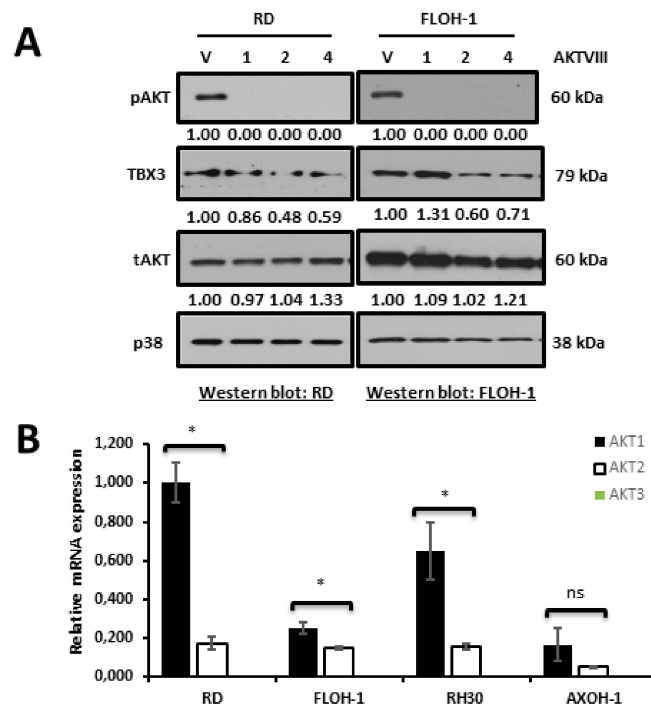 A
RD FLOH-1
V 1 2 4 V 1 2 4 AKTVIII
pAKT 60 kDa
1.00 0.00 0.00 0.00 1.00 0.00 0.00 0.00
TBX3 79 kDa
1.00 0.86 0.48 0.59 1.00 1.31 0.60 0.71
tAKT 60 kDa
1.00 0.97 1.04 1.33 1.00 1.09 1.02 1.21
p38 38 kDa
Western blot: RD Western blot: FLOH-1
B
Relative mRNA expression
1,200
1,000
0,800
0,600
0,400
0,200
0,000
*
*
*
ns
AKT1
AKT2
AKT3
RD FLOH-1 RH30 AXOH-1